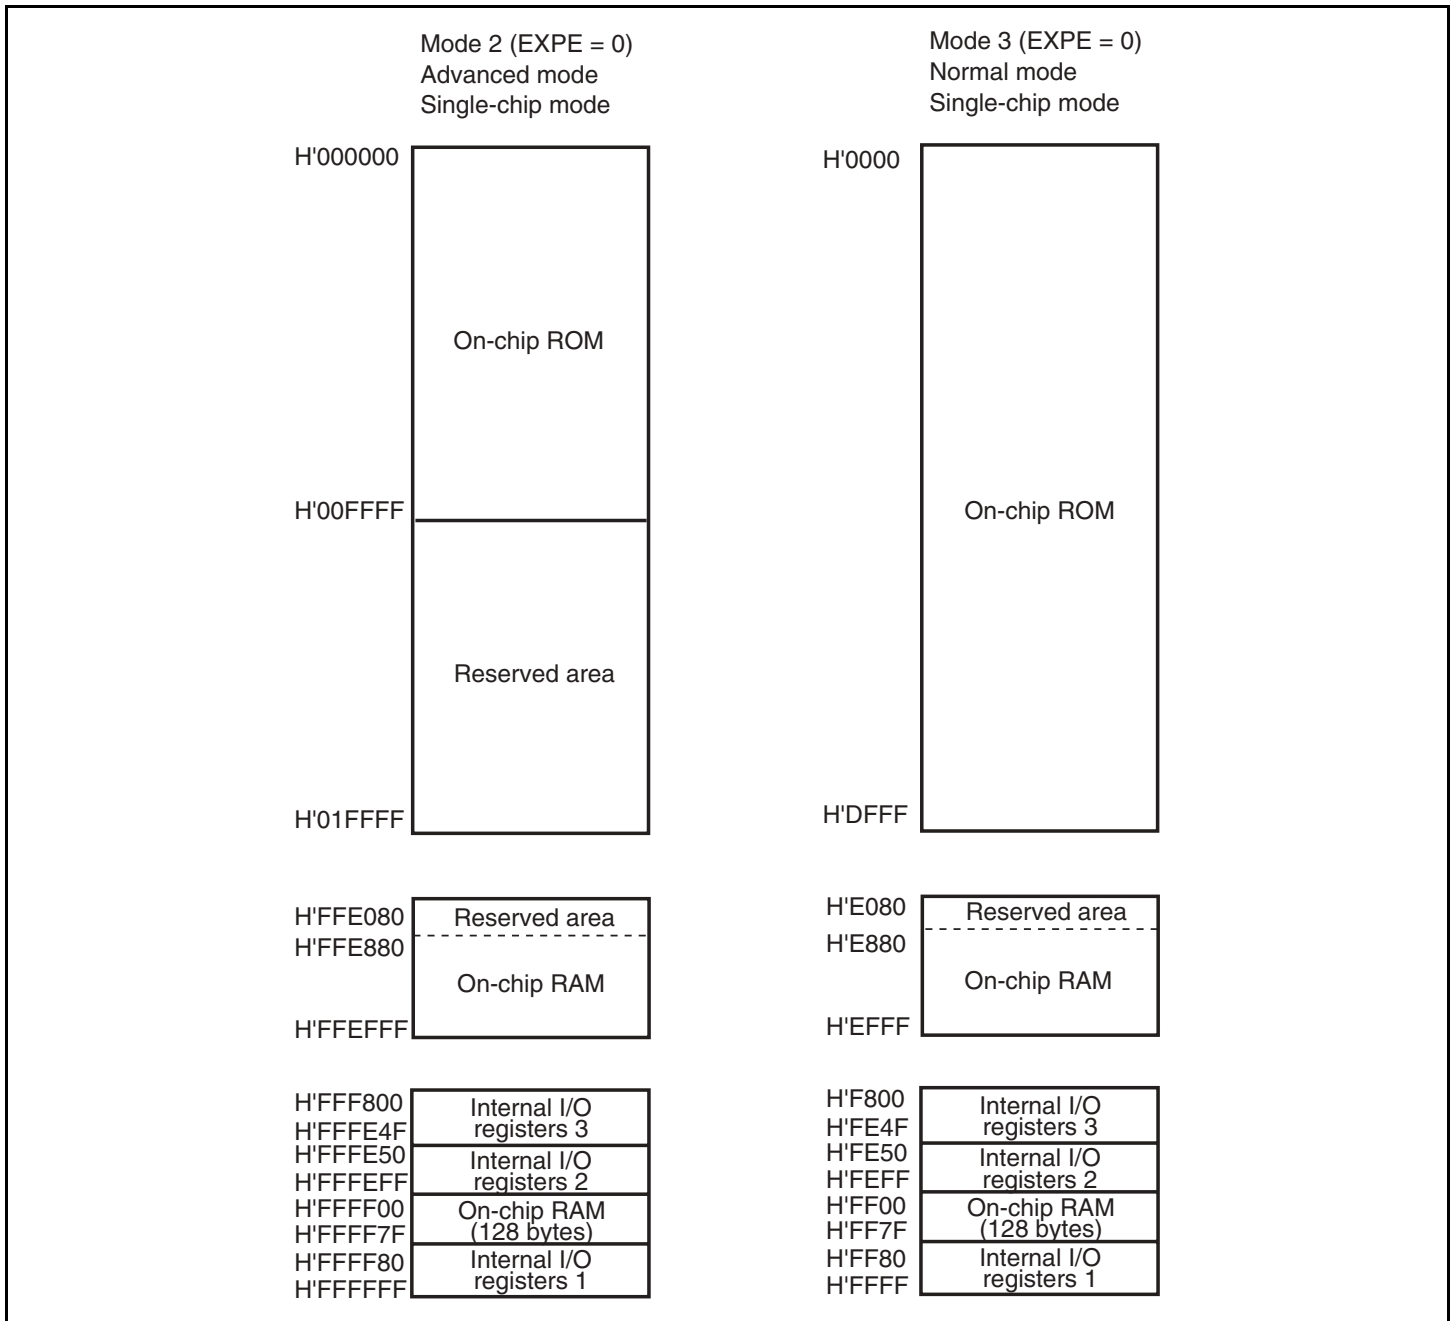 Mode 2 (EXPE = 0)
Advanced mode
Single-chip mode
H'000000
On-chip ROM
H'00FFFF
Reserved area
H'01FFFF
H'FFE080
Reserved area
H'FFE880
On-chip RAM
H'FFEFFF
H'FFF800
Internal I/O
registers 3
H'FFFE4F
H'FFFE50
Internal I/O
registers 2
H'FFFEFF
H'FFFF00
On-chip RAM
(128 bytes)
H'FFFF7F
H'FFFF80
Internal I/O
registers 1
H'FFFFFF
Mode 3 (EXPE = 0)
Normal mode
Single-chip mode
H'0000
On-chip ROM
H'DFFF
H'E080
Reserved area
H'E880
On-chip RAM
H'EFFF
H'F800
Internal I/O
registers 3
H'FE4F
H'FE50
Internal I/O
registers 2
H'FEFF
H'FF00
On-chip RAM
(128 bytes)
H'FF7F
H'FF80
Internal I/O
registers 1
H'FFFF